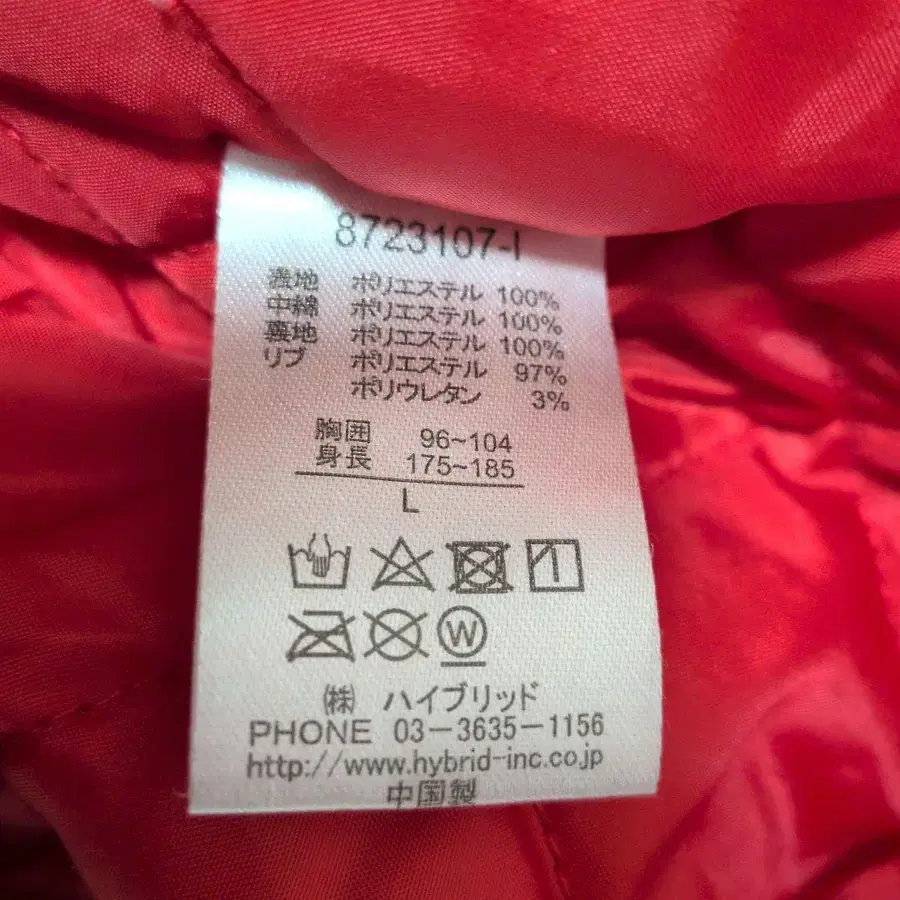 8723107-I
表地 ポリエステル 100%
中綿 ポリエステル 100%
裏地 ポリエステル 100%
リブ ポリエステル 97%
ポリウレタン 3%
胸囲 96~104
身長 175~185
L
W
㈱ ハイブリッド
PHONE 03-3635-1156
http://www.hybrid-inc.co.jp
中国製